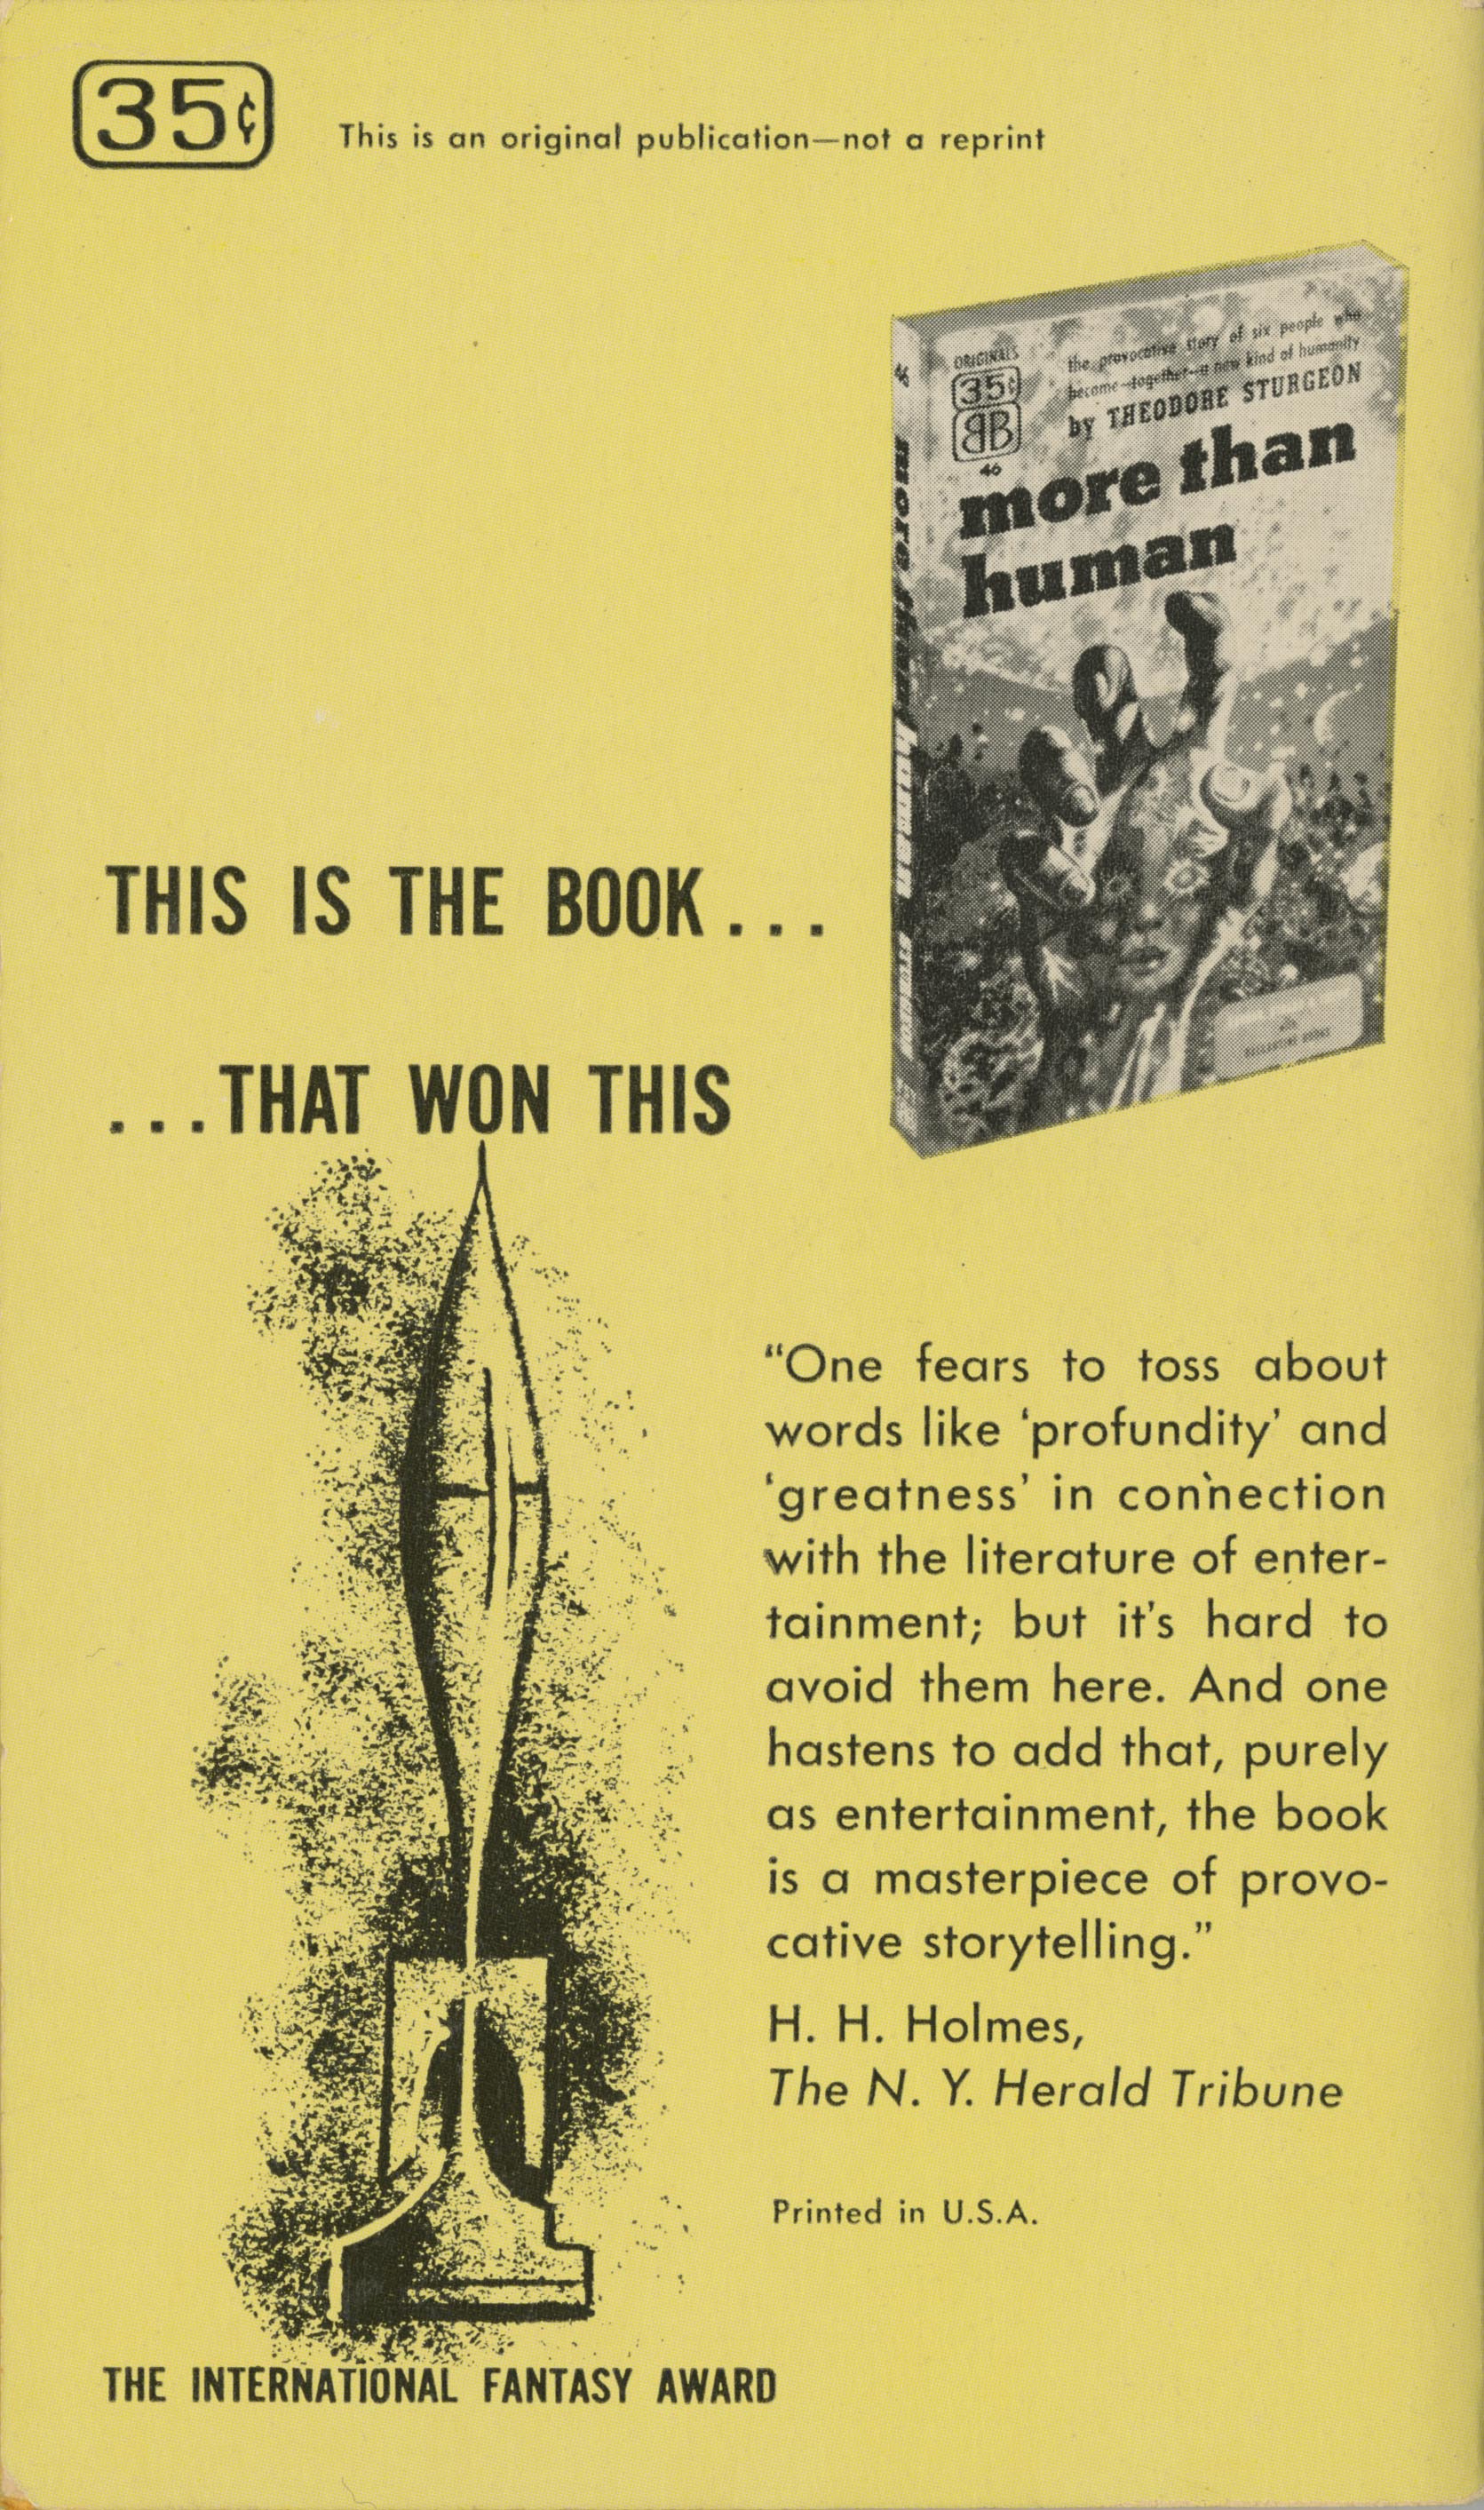 35¢
This is an original publication—not a reprint
ORIGINALS
35¢
BB
46
the provocative story of six people who
become—together—a new kind of humanity
by THEODORE STURGEON
more than
human
46
more than human
THIS IS THE BOOK...
...THAT WON THIS
"One fears to toss about
words like 'profundity' and
'greatness' in connection
with the literature of enter-
tainment; but it's hard to
avoid them here. And one
hastens to add that, purely
as entertainment, the book
is a masterpiece of provo-
cative storytelling."
H. H. Holmes,
The N. Y. Herald Tribune
Printed in U.S.A.
THE INTERNATIONAL FANTASY AWARD